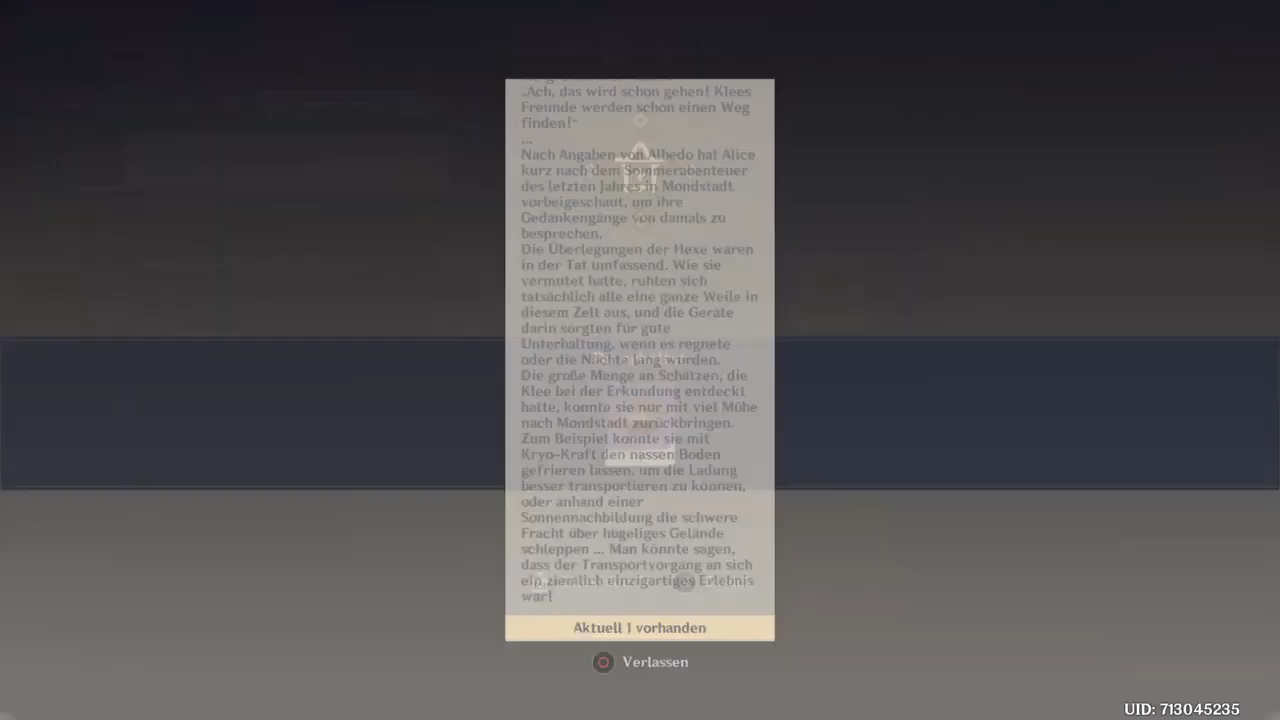 „Ach, das wird schon gehen! Klees
Freunde werden schon einen Weg
finden!“
...
Nach Angaben von Albedo hat Alice
kurz nach dem Sommerabenteuer
des letzten Jahres in Mondstadt
vorbeigeschaut, um ihre
Gedankengänge von damals zu
besprechen.
Die Überlegungen der Hexe waren
in der Tat umfassend. Wie sie
vermutet hatte, ruhten sich
tatsächlich alle eine ganze Weile in
diesem Zelt aus, und die Geräte
darin sorgten für gute
Unterhaltung, wenn es regnete
oder die Nächte lang wurden.
Die große Menge an Schätzen, die
Klee bei der Erkundung entdeckt
hatte, konnte sie nur mit viel Mühe
nach Mondstadt zurückbringen.
Zum Beispiel konnte sie mit
Kryo-Kraft den nassen Boden
gefrieren lassen, um die Ladung
besser transportieren zu können,
oder anhand einer
Sonnennachbildung die schwere
Fracht über hügeliges Gelände
schleppen ... Man könnte sagen,
dass der Transportvorgang an sich
ein ziemlich einzigartiges Erlebnis
war!
Aktuell 1 vorhanden
Verlassen
UID: 713045235